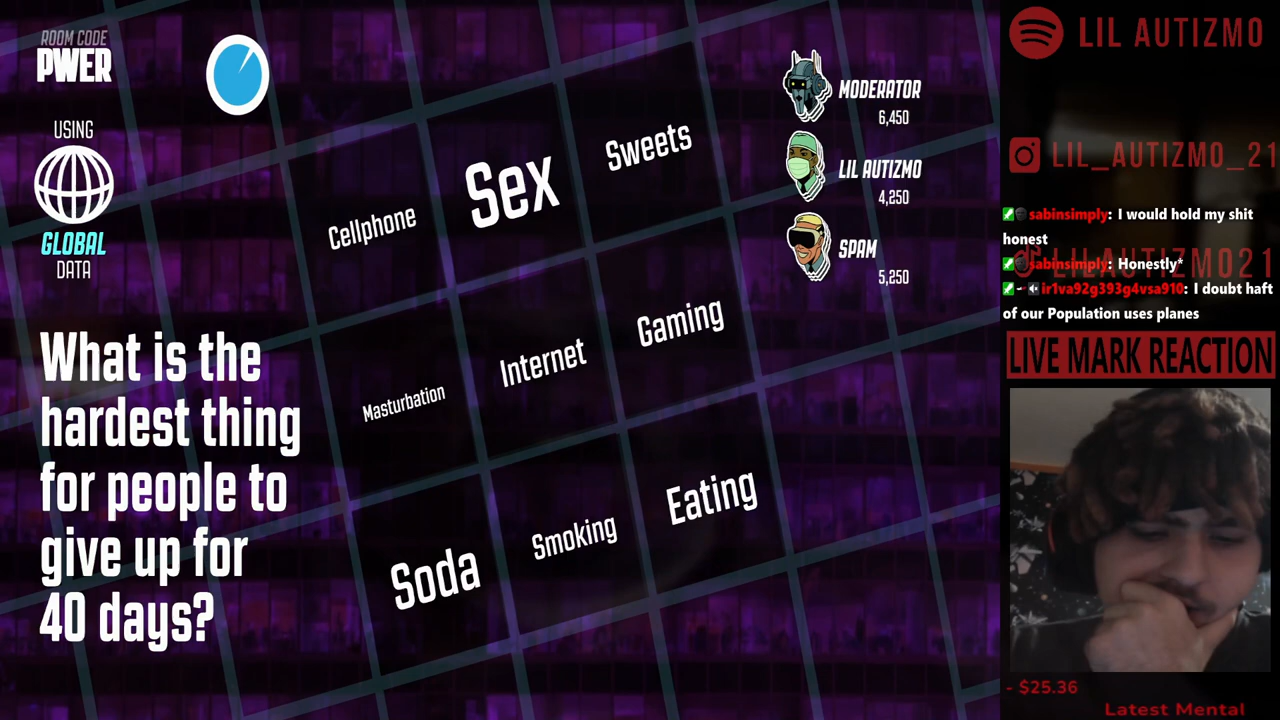 ROOM CODE
PWER
USING
GLOBAL
DATA
What is the
hardest thing
for people to
give up for
40 days?
Cellphone
Sex
Sweets
Masturbation
Internet
Gaming
Soda
Smoking
Eating
MODERATOR
6,450
LIL AUTIZMO
4,250
SPAM
5,250
LIL AUTIZMO
LIL_AUTIZMO_21
LILAUTIZMO21
sabinsimply: I would hold my shit
honest
sabinsimply: Honestly*
ir1va92g393g4vsa910: I doubt haft
of our Population uses planes
LIVE MARK REACTION
- $25.36
Latest Mental